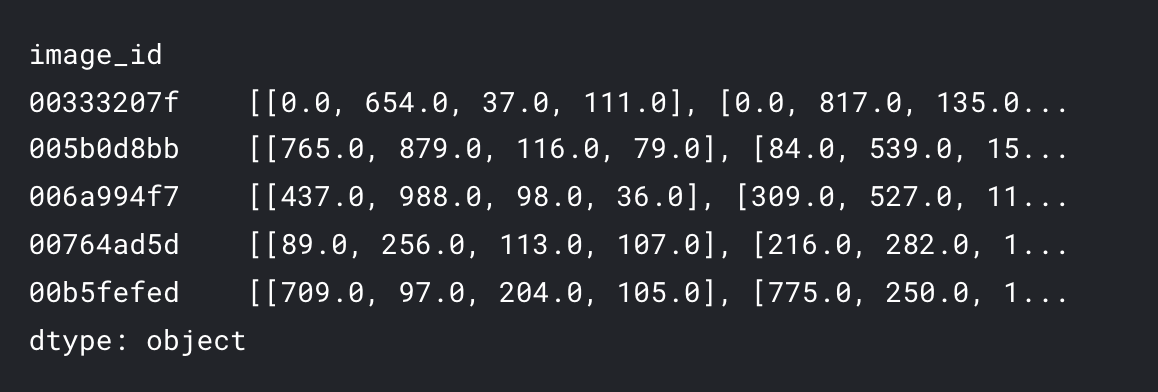 image_id
00333207f    [[0.0, 654.0, 37.0, 111.0], [0.0, 817.0, 135.0...
005b0d8bb    [[765.0, 879.0, 116.0, 79.0], [84.0, 539.0, 15...
006a994f7    [[437.0, 988.0, 98.0, 36.0], [309.0, 527.0, 11...
00764ad5d    [[89.0, 256.0, 113.0, 107.0], [216.0, 282.0, 1...
00b5fefed    [[709.0, 97.0, 204.0, 105.0], [775.0, 250.0, 1...
dtype: object